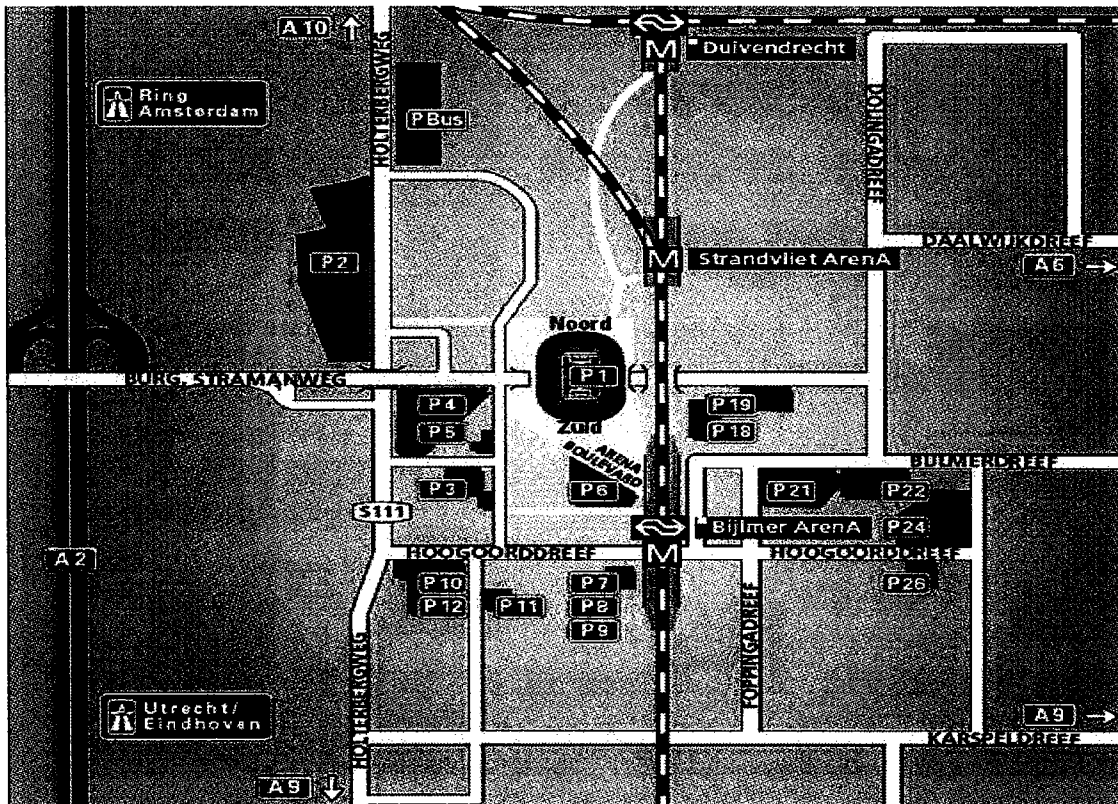 A10
HOLTERBERGWEG
Ring
Amsterdam
P Bus
M
Duivendrecht
DOLINGADREEF
DAALWIJKDREEF
A6
P2
M
Strandvliet ArenA
Noord
P1
Zuid
BURG. STRAMANWEG
P4
P5
P19
P18
ARENA
BOULEVARD
BULMERDREEF
P3
P6
P21
P22
S111
Bijlmer ArenA
P24
A2
HOOGOORDDREEF
M
HOOGOORDDREEF
P10
P7
P26
P12
P11
P8
P9
HOLTERBERGWEG
FOPPINGADREEF
Utrecht/
Eindhoven
A9
KARSPELDREEF
A9